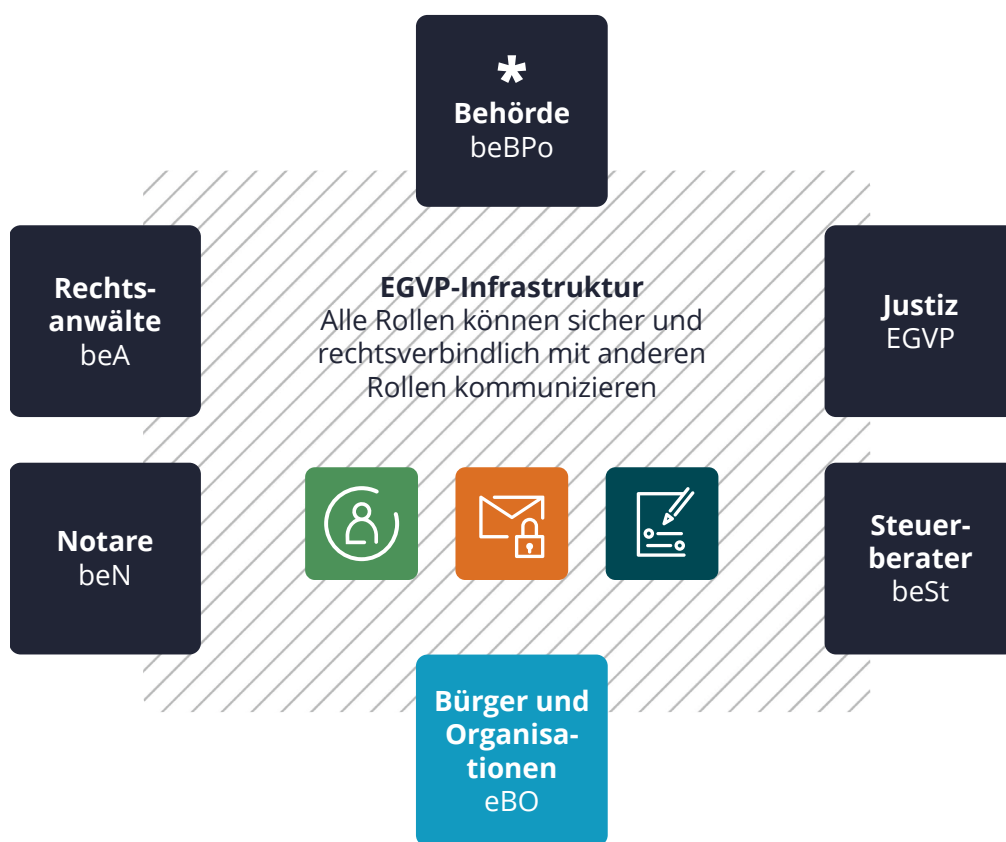 *
Behörde
beBPo
Rechts-
anwälte
beA
EGVP-Infrastruktur
Alle Rollen können sicher und
rechtsverbindlich mit anderen
Rollen kommunizieren
Justiz
EGVP
Notare
beN
Steuer-
berater
beSt
Bürger und
Organisa-
tionen
eBO